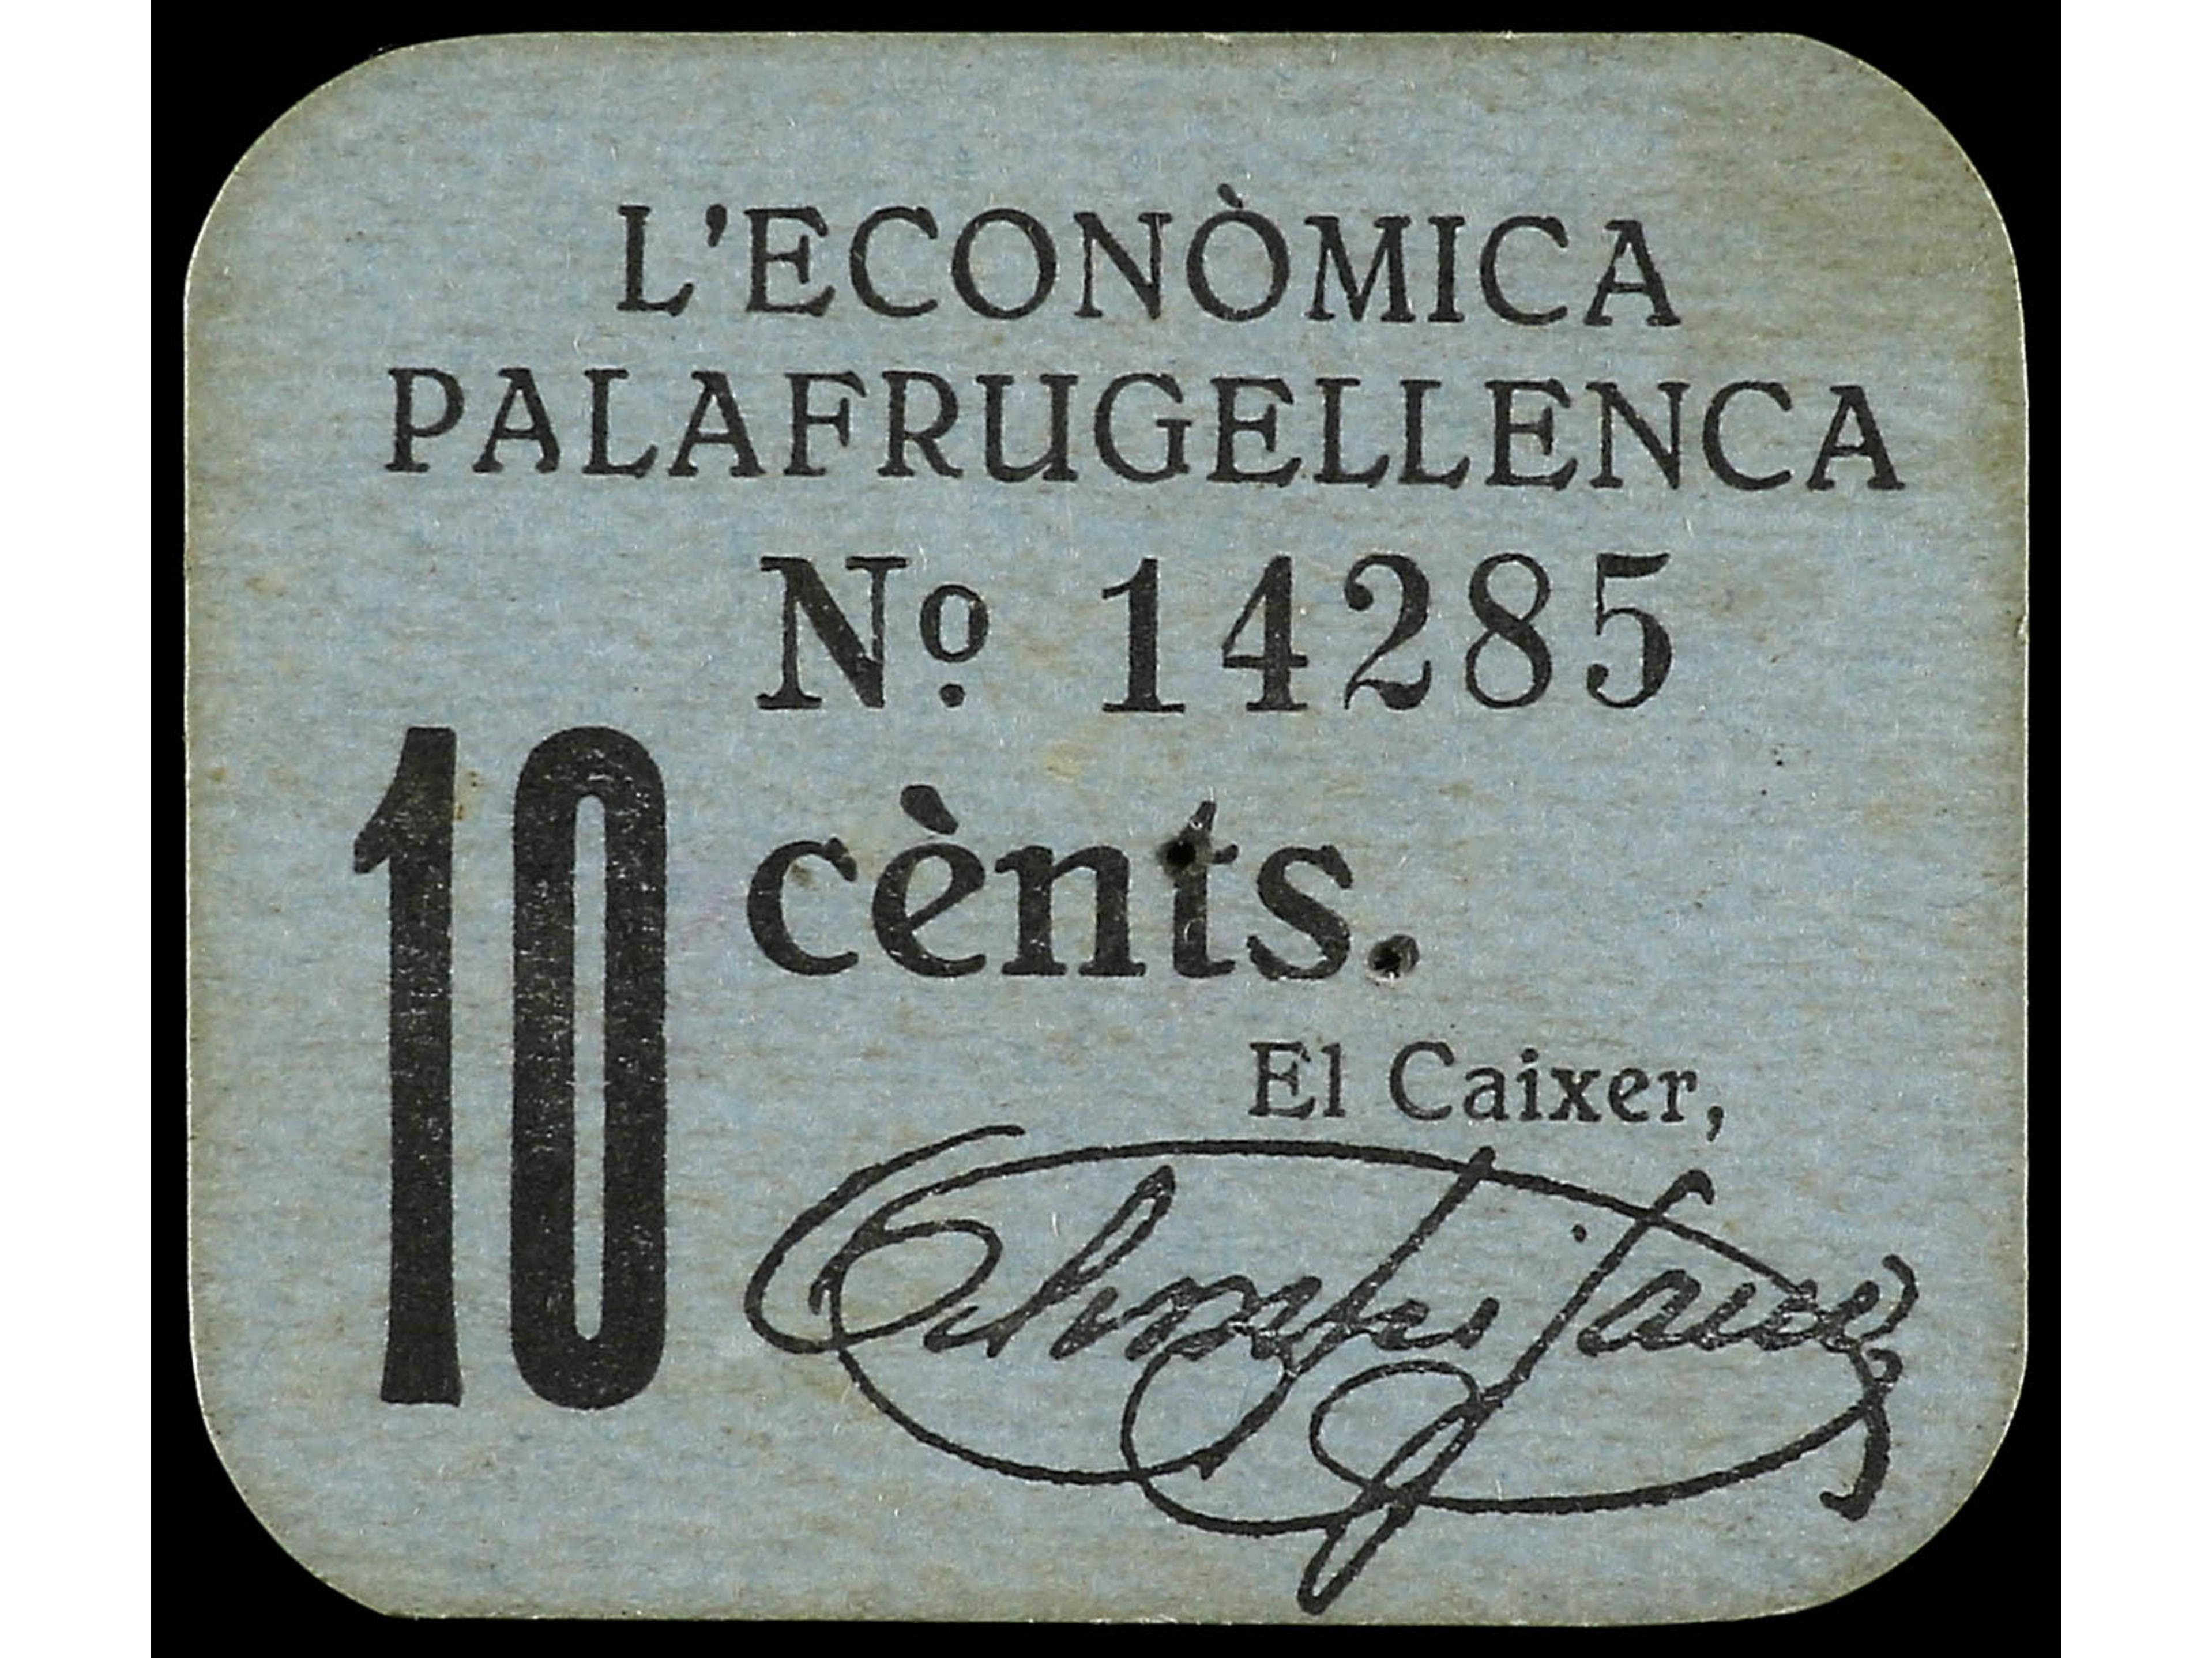 L'ECONÒMICA
PALAFRUGELLENCA
Nº 14285
10 cènts.
El Caixer,